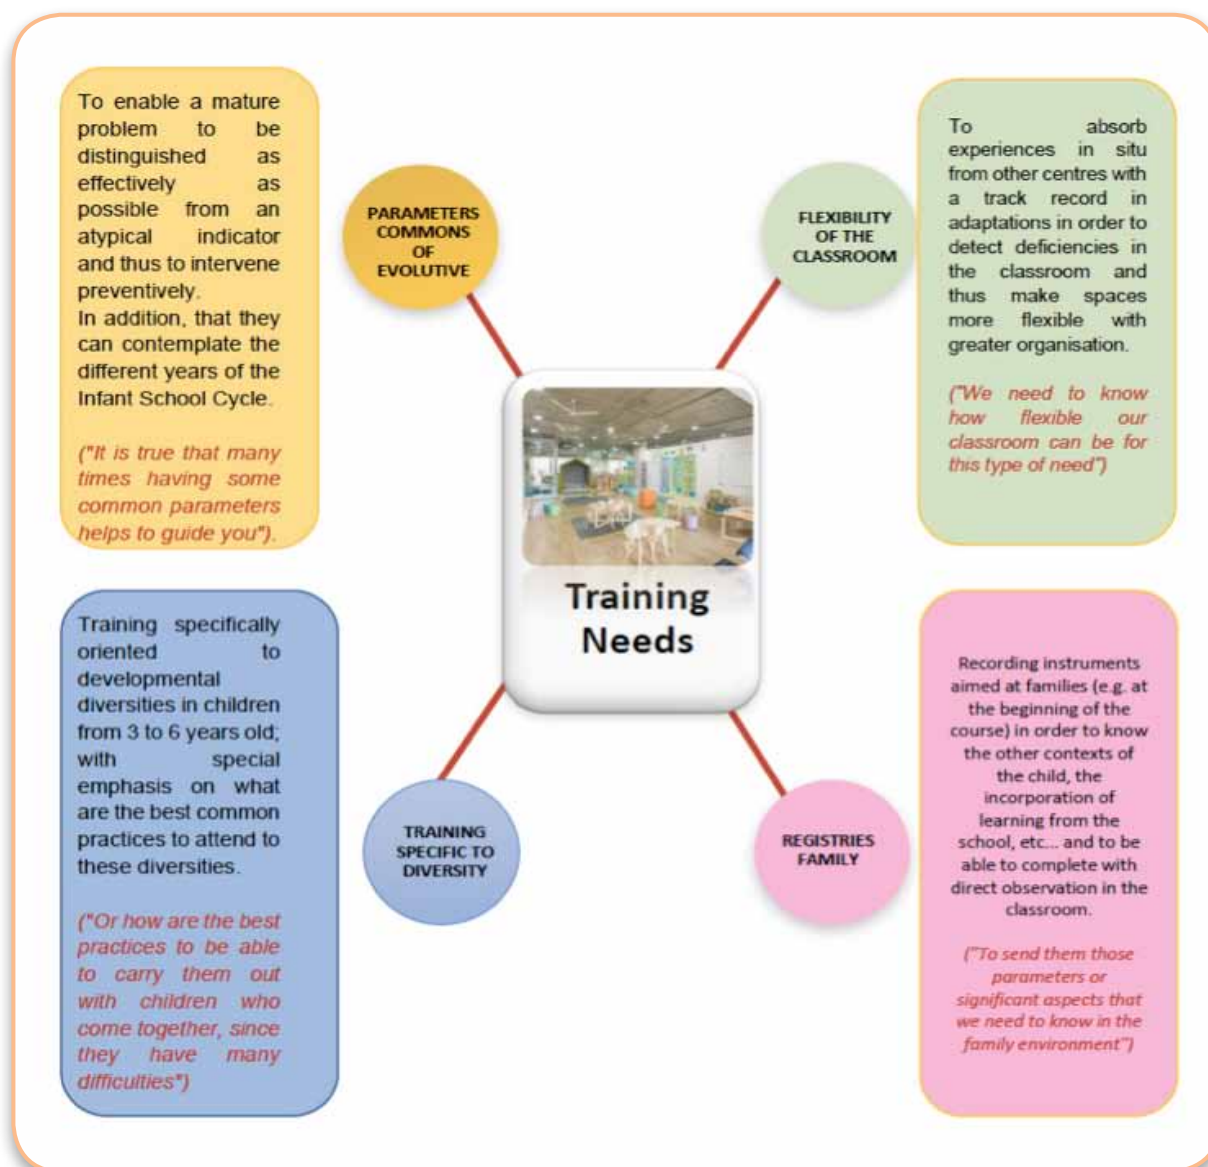 To enable a mature
problem to be
distinguished as
effectively as
possible from an
atypical indicator
and thus to intervene
preventively.
In addition, that they
can contemplate the
different years of the
Infant School Cycle.
("It is true that many
times having some
common parameters
helps to guide you").
PARAMETERS
COMMONS
OF
EVOLUTIVE
FLEXIBILITY
OF THE
CLASSROOM
To absorb
experiences in situ
from other centres with
a track record in
adaptations in order to
detect deficiencies in
the classroom and
thus make spaces
more flexible with
greater organisation.
("We need to know
how flexible our
classroom can be for
this type of need")
Training
Needs
Training specifically
oriented to
developmental
diversities in children
from 3 to 6 years old;
with special
emphasis on what
are the best common
practices to attend to
these diversities.
("Or how are the best
practices to be able
to carry them out
with children who
come together, since
they have many
difficulties")
TRAINING
SPECIFIC TO
DIVERSITY
REGISTRIES
FAMILY
Recording instruments
aimed at families (e.g. at
the beginning of the
course) in order to know
the other contexts of
the child, the
incorporation of
learning from the
school, etc... and to be
able to complete with
direct observation in the
classroom.
("To send them those
parameters or
significant aspects that
we need to know in the
family environment")